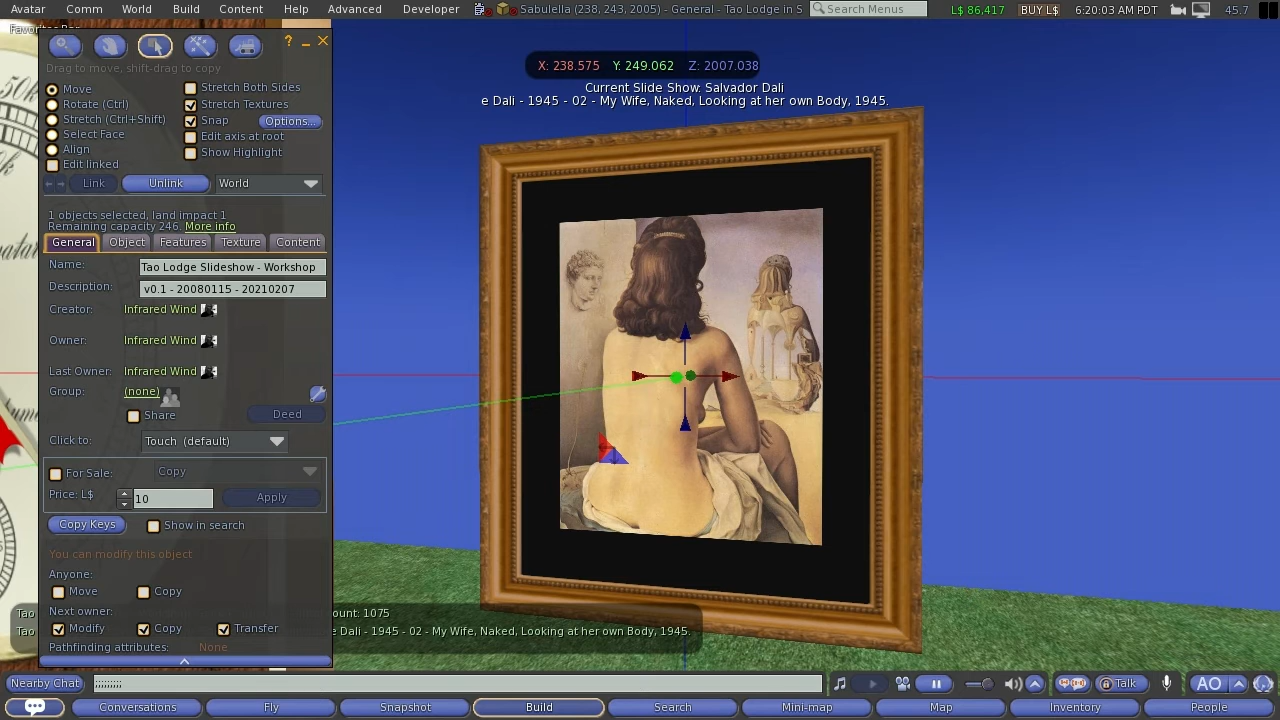 Avatar Comm World Build Content Help Advanced Developer Sabulella (238, 243, 2005) - General - Tao Lodge in S Search Menus L$ 86,417 BUY L$ 6:20:03 AM PDT 45.7
Favorites Bar
? _ X
Drag to move, shift-drag to copy
Move
Rotate (Ctrl)
Stretch (Ctrl+Shift)
Select Face
Align
Edit linked
Stretch Both Sides
Stretch Textures
Snap Options...
Edit axis at root
Show Highlight
Link Unlink World
1 objects selected, land impact 1
Remaining capacity 246. More info
General Object Features Texture Content
Name: Tao Lodge Slideshow - Workshop
Description: v0.1 - 20080115 - 20210207
Creator: Infrared Wind
Owner: Infrared Wind
Last Owner: Infrared Wind
Group: (none)
Share Deed
Click to: Touch (default)
For Sale: Copy
Price: L$ 10 Apply
Copy Keys Show in search
You can modify this object
Anyone:
Move Copy
Next owner:
Modify Copy Transfer
Pathfinding attributes: None
X: 238.575 Y: 249.062 Z: 2007.038
Current Slide Show: Salvador Dali
e Dali - 1945 - 02 - My Wife, Naked, Looking at her own Body, 1945.
50k
Tao ount: 1075
Tao e Dali - 1945 - 02 - My Wife, Naked, Looking at her own Body, 1945.
Nearby Chat ;;;;;;;;; Talk AO
Conversations Fly Snapshot Build Search Mini-map Map Inventory People